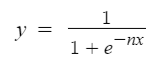 y = 1 / (1 + e^{-nx})